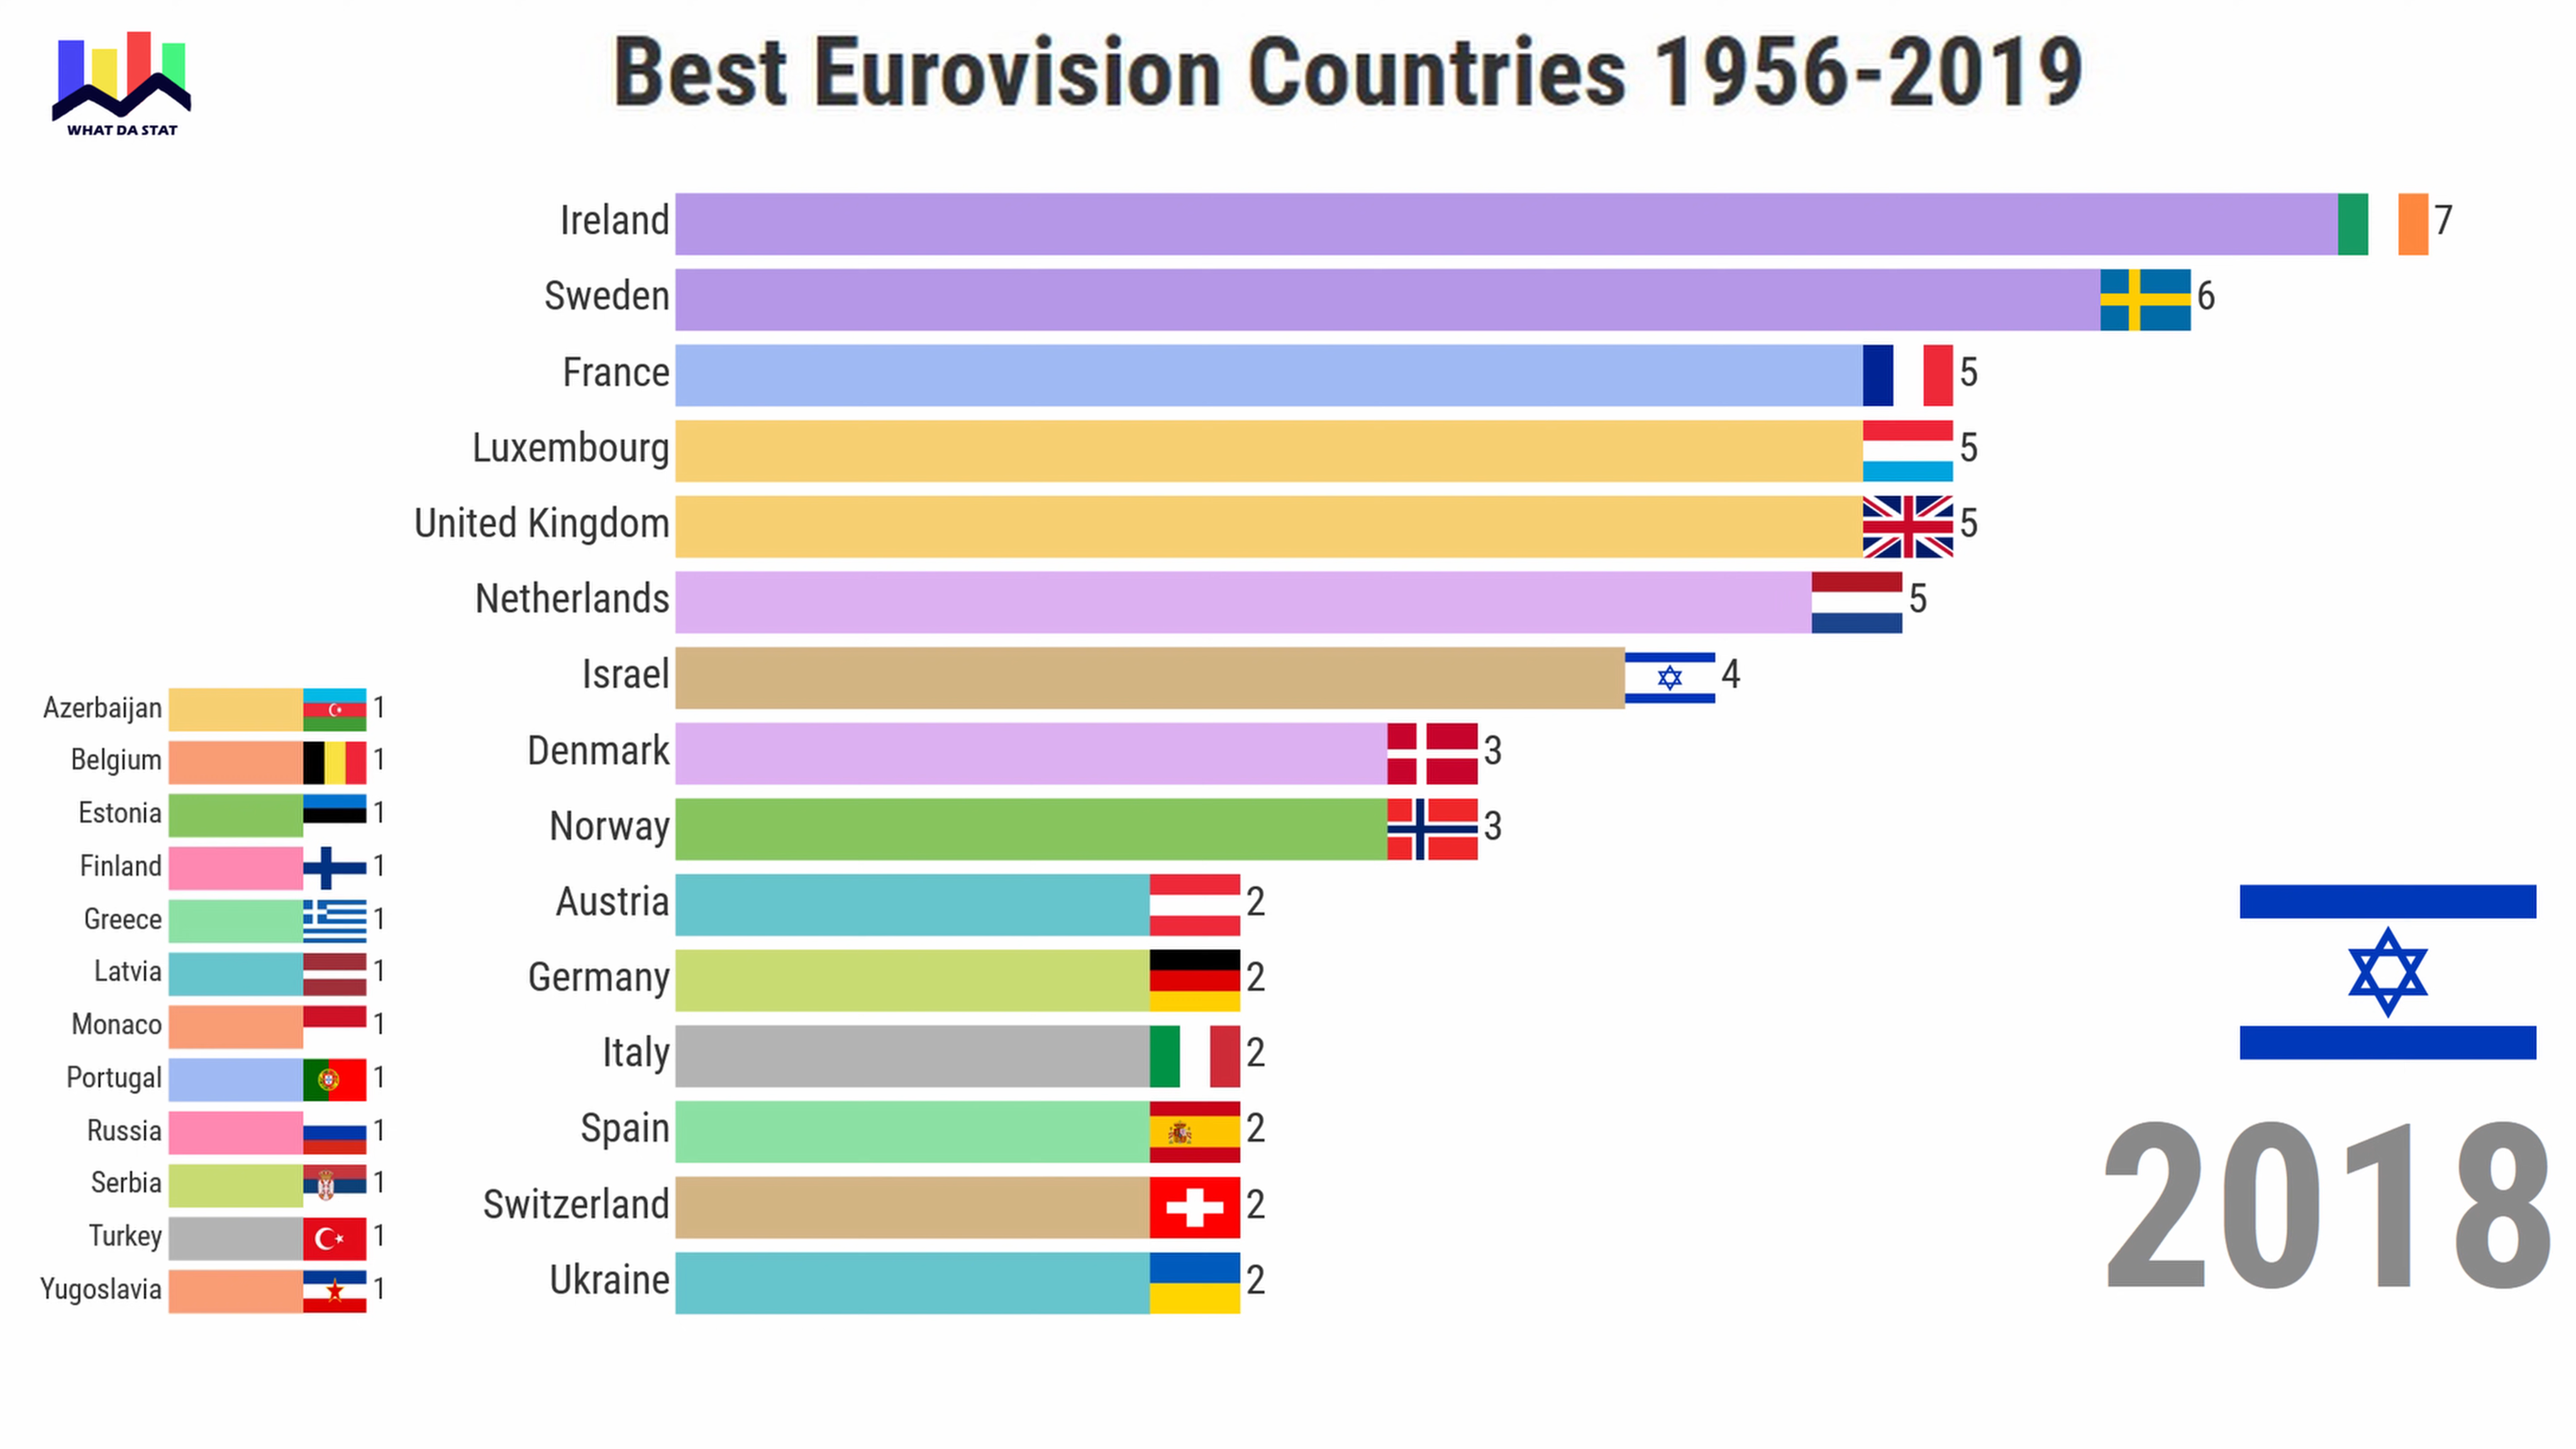 WHAT DA STAT
Best Eurovision Countries 1956-2019
Ireland 7
Sweden 6
France 5
Luxembourg 5
United Kingdom 5
Netherlands 5
Israel 4
Denmark 3
Norway 3
Austria 2
Germany 2
Italy 2
Spain 2
Switzerland 2
Ukraine 2
Azerbaijan 1
Belgium 1
Estonia 1
Finland 1
Greece 1
Latvia 1
Monaco 1
Portugal 1
Russia 1
Serbia 1
Turkey 1
Yugoslavia 1
2018